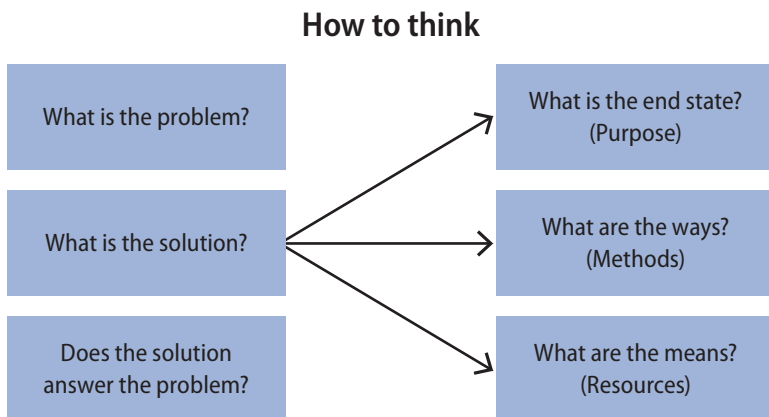 How to think
What is the problem?
What is the solution?
Does the solution
answer the problem?
What is the end state?
(Purpose)
What are the ways?
(Methods)
What are the means?
(Resources)